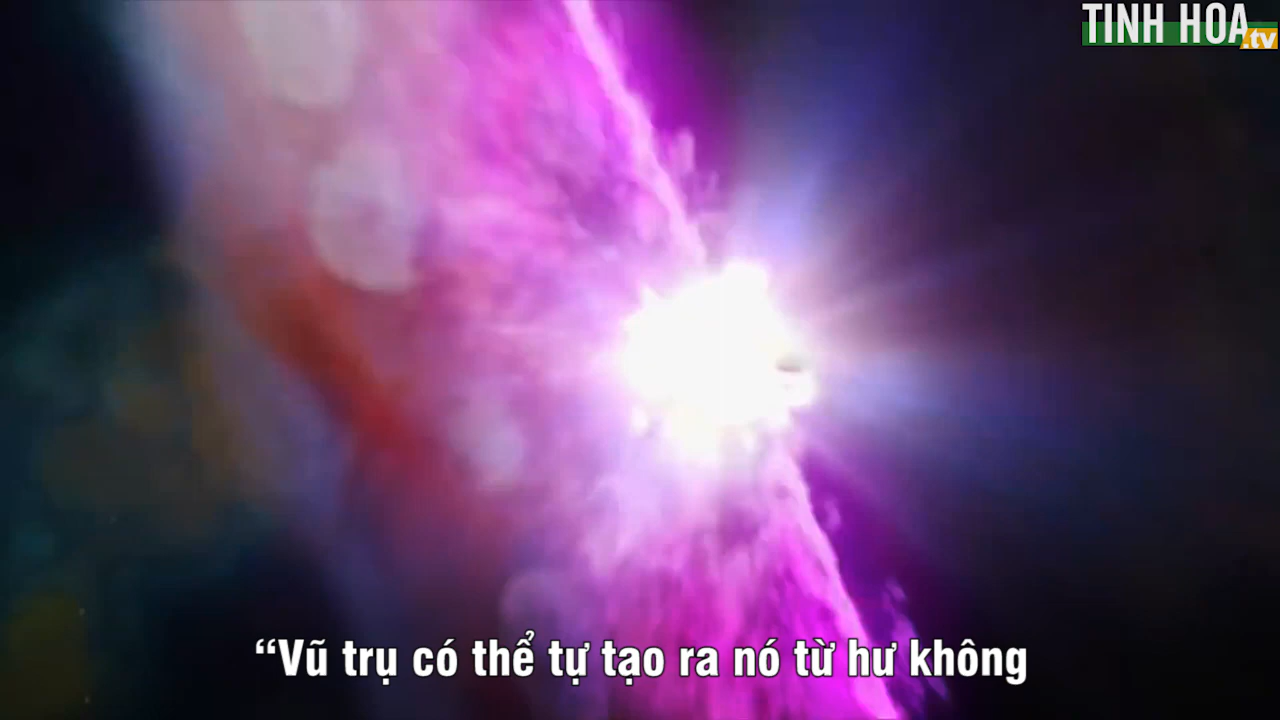 TINH HOA
.tv
“Vũ trụ có thể tự tạo ra nó từ hư không